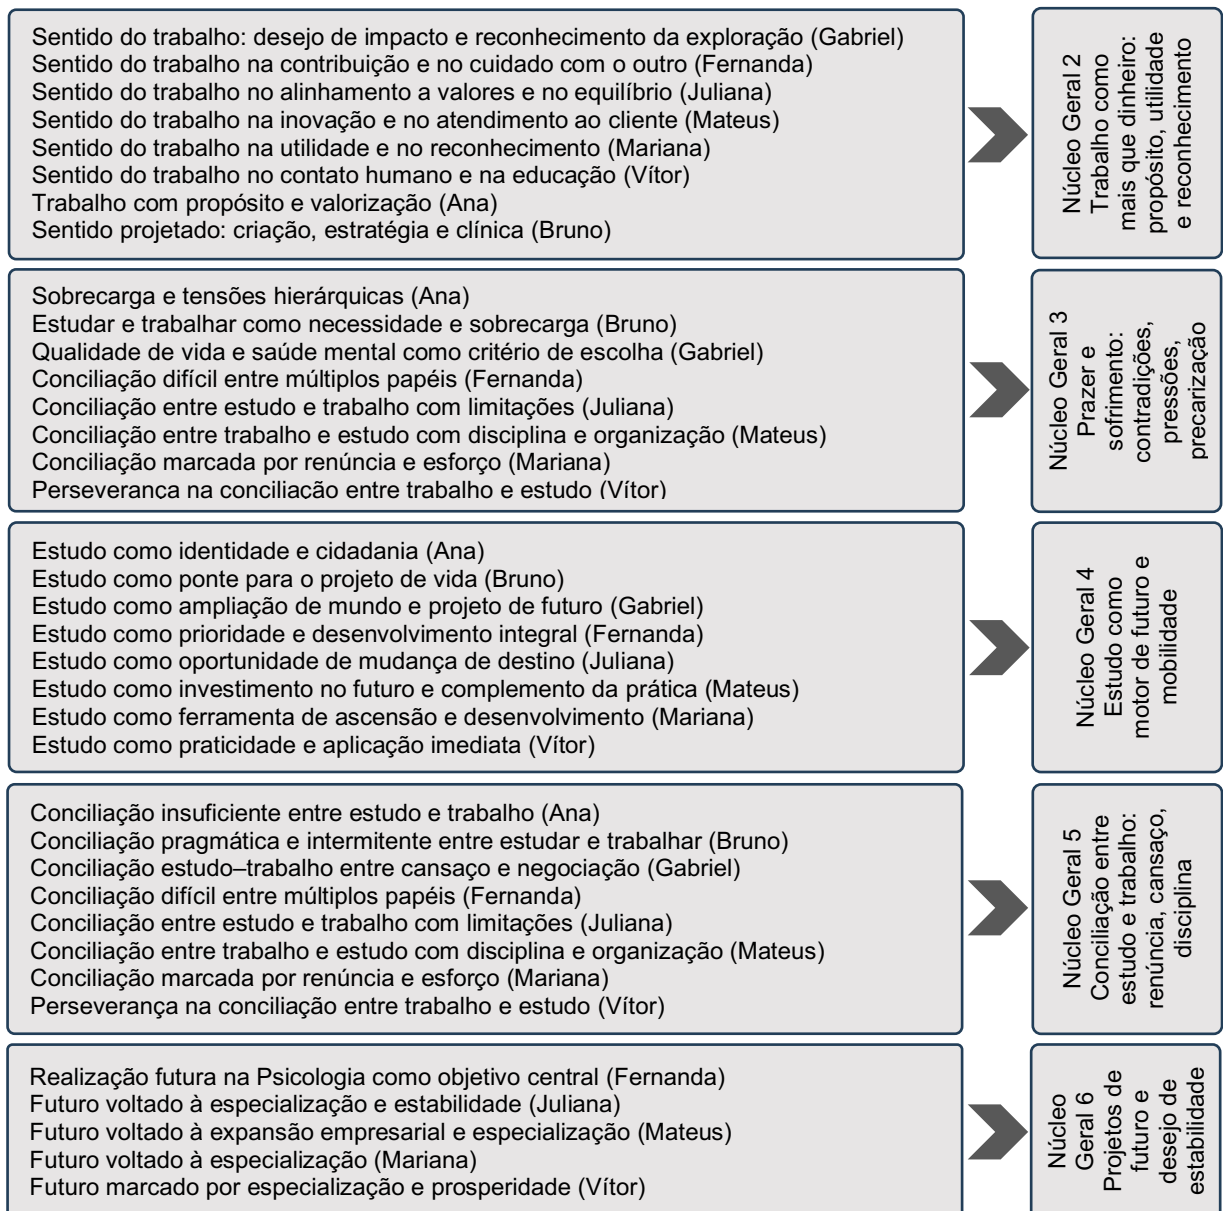 Sentido do trabalho: desejo de impacto e reconhecimento da exploração (Gabriel)
Sentido do trabalho na contribuição e no cuidado com o outro (Fernanda)
Sentido do trabalho no alinhamento a valores e no equilíbrio (Juliana)
Sentido do trabalho na inovação e no atendimento ao cliente (Mateus)
Sentido do trabalho na utilidade e no reconhecimento (Mariana)
Sentido do trabalho no contato humano e na educação (Vítor)
Trabalho com propósito e valorização (Ana)
Sentido projetado: criação, estratégia e clínica (Bruno)
Núcleo Geral 2
Trabalho como
mais que dinheiro:
propósito, utilidade
e reconhecimento
Sobrecarga e tensões hierárquicas (Ana)
Estudar e trabalhar como necessidade e sobrecarga (Bruno)
Qualidade de vida e saúde mental como critério de escolha (Gabriel)
Conciliação difícil entre múltiplos papéis (Fernanda)
Conciliação entre estudo e trabalho com limitações (Juliana)
Conciliação entre trabalho e estudo com disciplina e organização (Mateus)
Conciliação marcada por renúncia e esforço (Mariana)
Perseverança na conciliação entre trabalho e estudo (Vítor)
Núcleo Geral 3
Prazer e
sofrimento:
contradições,
pressões,
precarização
Estudo como identidade e cidadania (Ana)
Estudo como ponte para o projeto de vida (Bruno)
Estudo como ampliação de mundo e projeto de futuro (Gabriel)
Estudo como prioridade e desenvolvimento integral (Fernanda)
Estudo como oportunidade de mudança de destino (Juliana)
Estudo como investimento no futuro e complemento da prática (Mateus)
Estudo como ferramenta de ascensão e desenvolvimento (Mariana)
Estudo como praticidade e aplicação imediata (Vítor)
Núcleo Geral 4
Estudo como
motor de futuro e
mobilidade
Conciliação insuficiente entre estudo e trabalho (Ana)
Conciliação pragmática e intermitente entre estudar e trabalhar (Bruno)
Conciliação estudo–trabalho entre cansaço e negociação (Gabriel)
Conciliação difícil entre múltiplos papéis (Fernanda)
Conciliação entre estudo e trabalho com limitações (Juliana)
Conciliação entre trabalho e estudo com disciplina e organização (Mateus)
Conciliação marcada por renúncia e esforço (Mariana)
Perseverança na conciliação entre trabalho e estudo (Vítor)
Núcleo Geral 5
Conciliação entre
estudo e trabalho:
renúncia, cansaço,
disciplina
Realização futura na Psicologia como objetivo central (Fernanda)
Futuro voltado à especialização e estabilidade (Juliana)
Futuro voltado à expansão empresarial e especialização (Mateus)
Futuro voltado à especialização (Mariana)
Futuro marcado por especialização e prosperidade (Vítor)
Núcleo
Geral 6
Projetos de
futuro e
desejo de
estabilidade